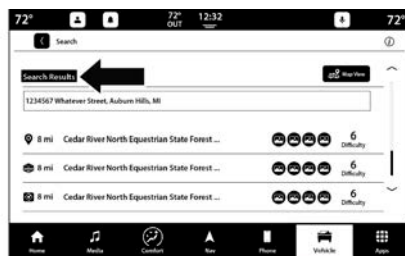 72° 72° OUT 12:32 72°
Search
Search Results Map View
1234567 Whatever Street, Auburn Hills, MI
8 mi Cedar River North Equestrian State Forest ... 6 Difficulty
8 mi Cedar River North Equestrian State Forest ... 6 Difficulty
8 mi Cedar River North Equestrian State Forest ... 6 Difficulty
Home Media Comfort Nav Phone Vehicle Apps